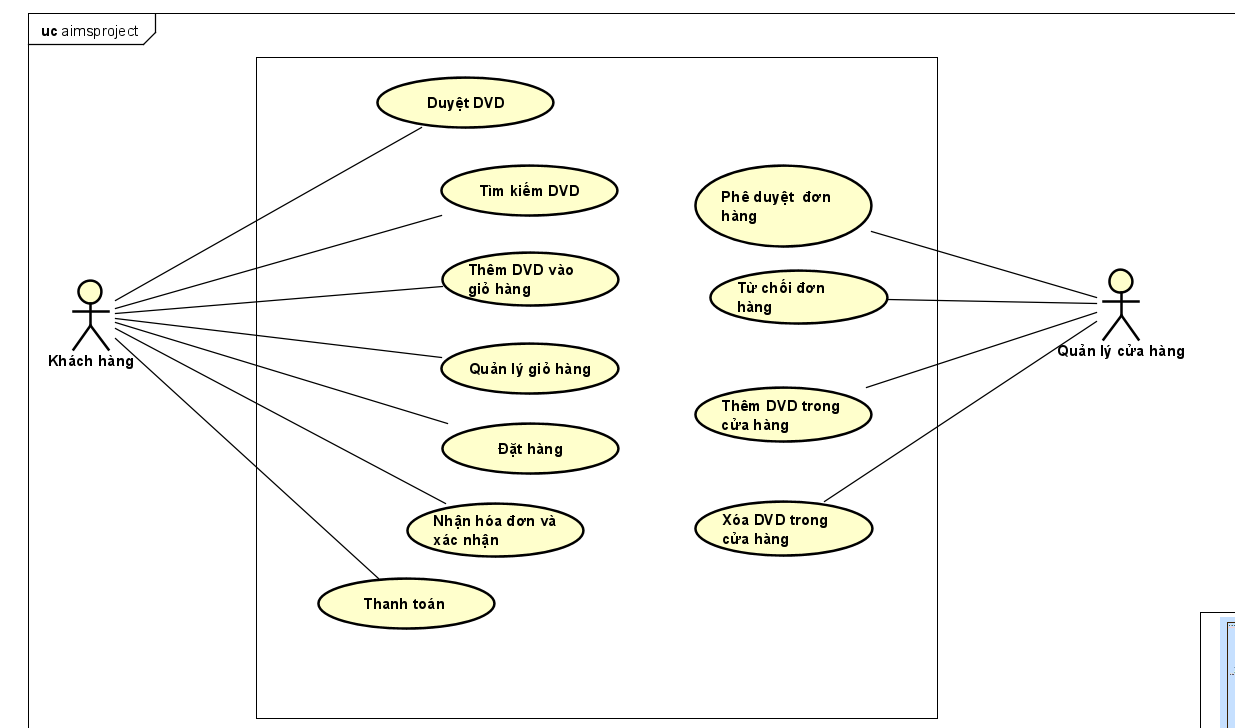 uc aimsproject
Duyệt DVD
Tìm kiếm DVD
Thêm DVD vào
giỏ hàng
Quản lý giỏ hàng
Đặt hàng
Nhận hóa đơn và
xác nhận
Thanh toán
Phê duyệt đơn
hàng
Từ chối đơn
hàng
Thêm DVD trong
cửa hàng
Xóa DVD trong
cửa hàng
Khách hàng
Quản lý cửa hàng